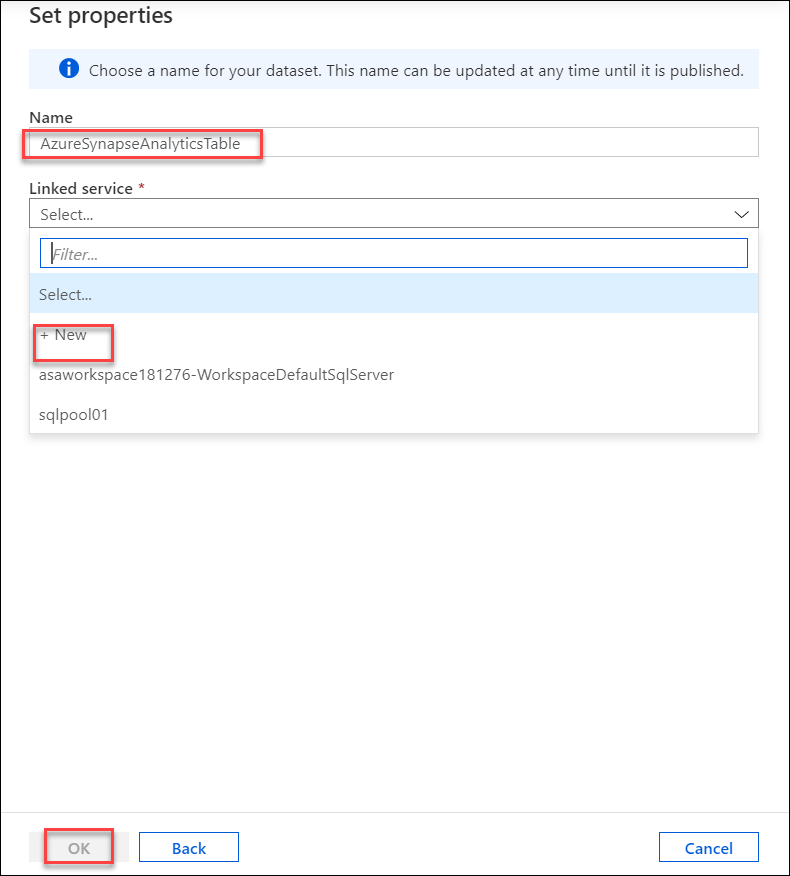 Set properties
Choose a name for your dataset. This name can be updated at any time until it is published.
Name
AzureSynapseAnalyticsTable
Linked service *
Select...
Filter...
Select...
+ New
asaworkspace181276-WorkspaceDefaultSqlServer
sqlpool01
OK Back Cancel